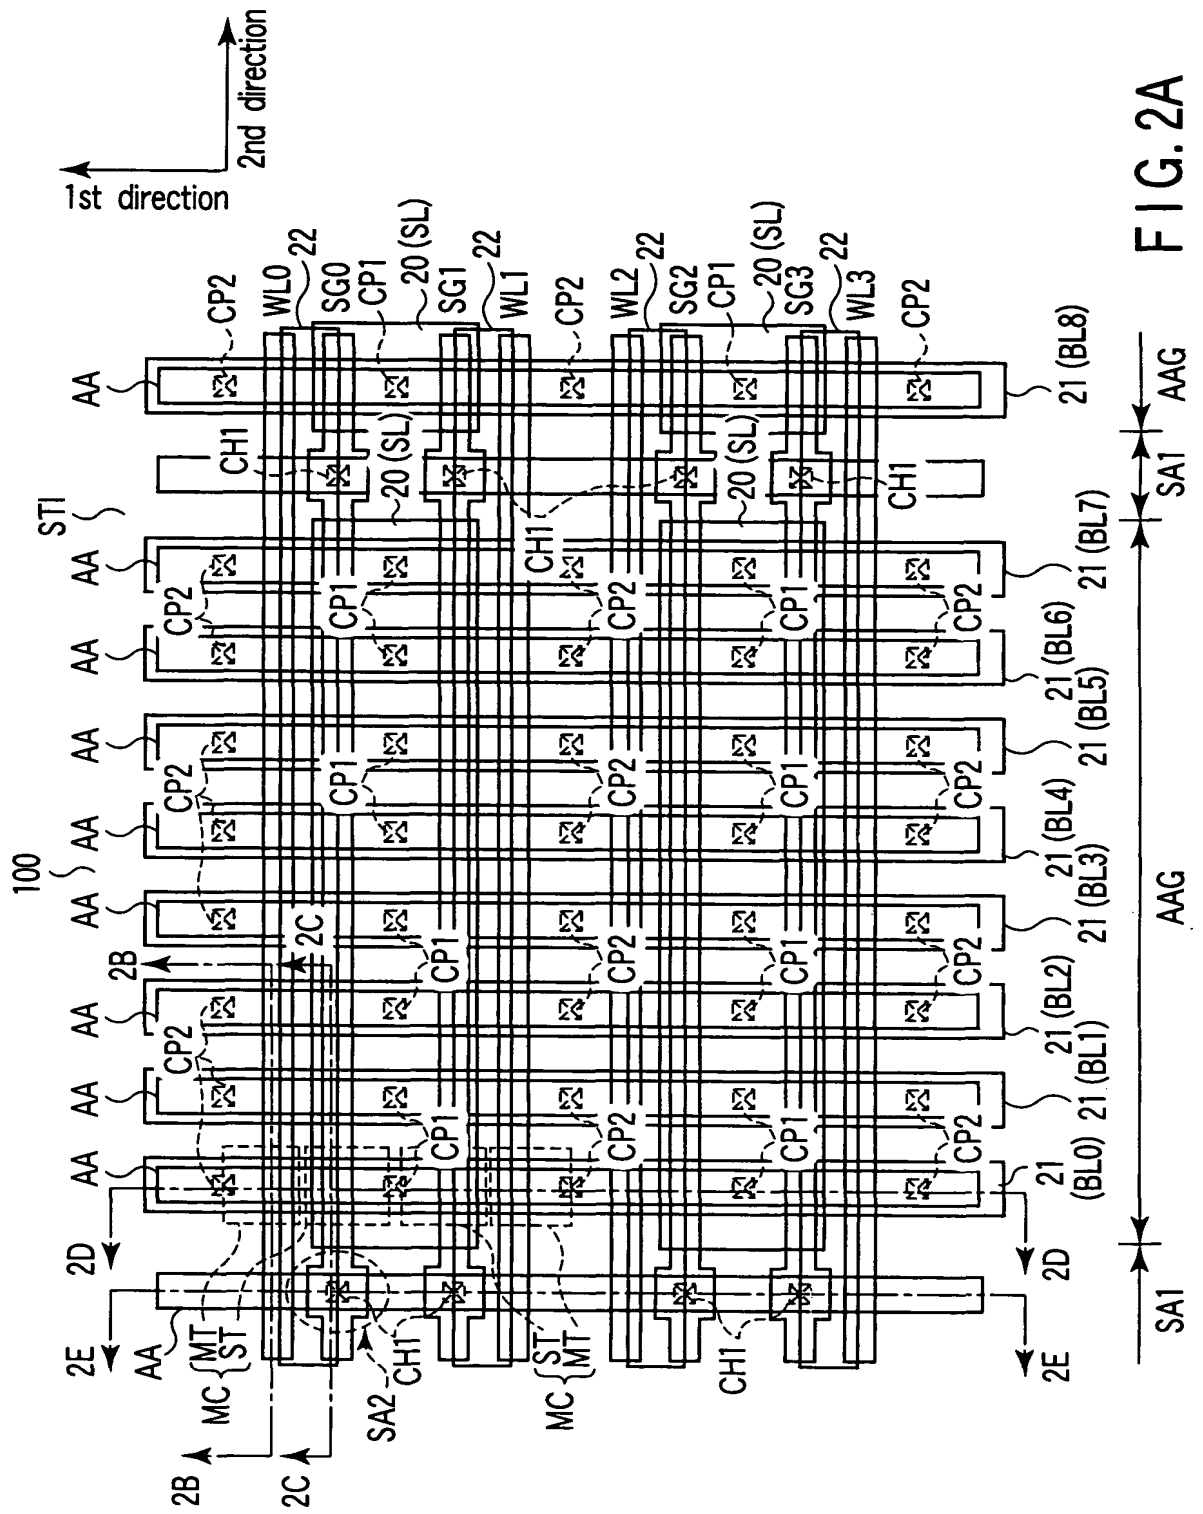 100
STI
1st direction
2nd direction
2E
2D
AA
AA
AA
AA
AA
AA
AA
AA
AA
AA
2B
CP2
CP2
CP2
CP2
2B
MC { MT
ST
WL0
22
2C
2C
CH1
SG0
CP1
CP1
CP1
20 (SL)
20 (SL)
SA2
CH1
CP1
CP1
SG1
22
WL1
MC { ST
MT
CH1
CP2
CP2
CP2
CP2
CP2
WL2
22
SG2
CP1
CH1
20 (SL)
20 (SL)
CP1
CP1
CP1
CP1
SG3
22
CH1
WL3
CP2
CP2
CP2
CP2
CP2
2E
2D
21
(BL0)
21 (BL1)
21 (BL2)
21 (BL3)
21 (BL4)
21 (BL5)
21 (BL6)
21 (BL7)
21 (BL8)
SA1
AAG
SA1
AAG
FIG. 2A